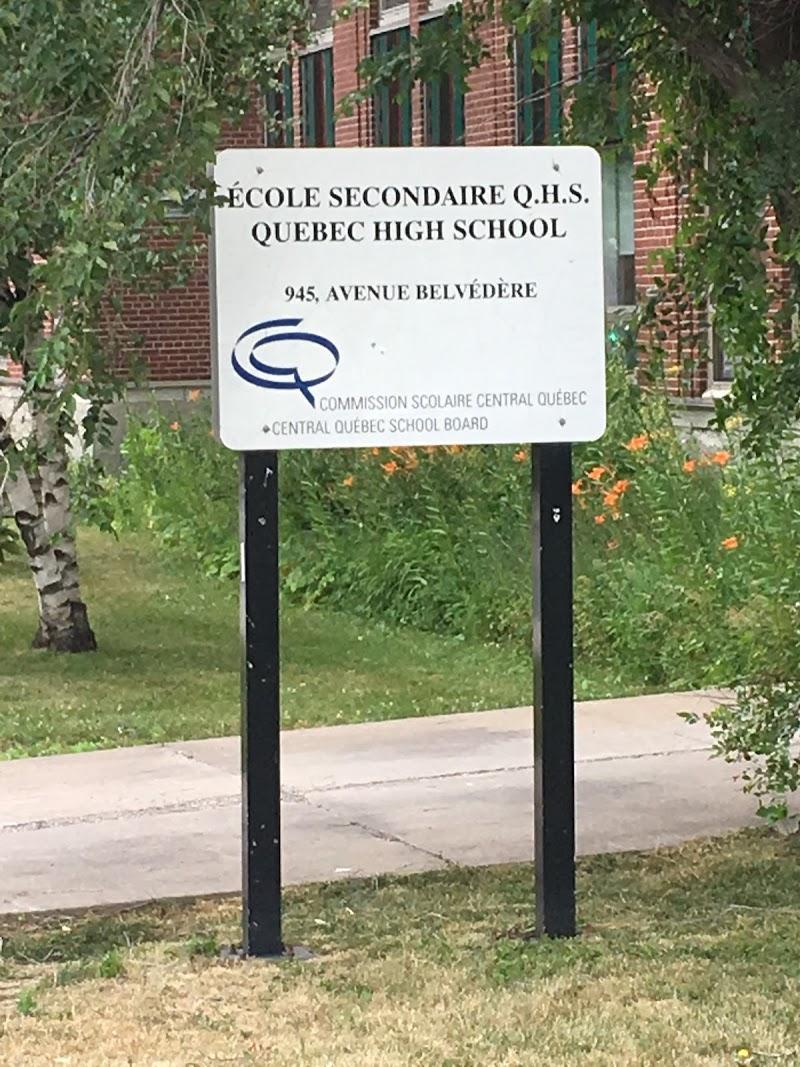 ÉCOLE SECONDAIRE Q.H.S.
QUEBEC HIGH SCHOOL
945, AVENUE BELVÉDÈRE
COMMISSION SCOLAIRE CENTRAL QUÉBEC
CENTRAL QUÉBEC SCHOOL BOARD